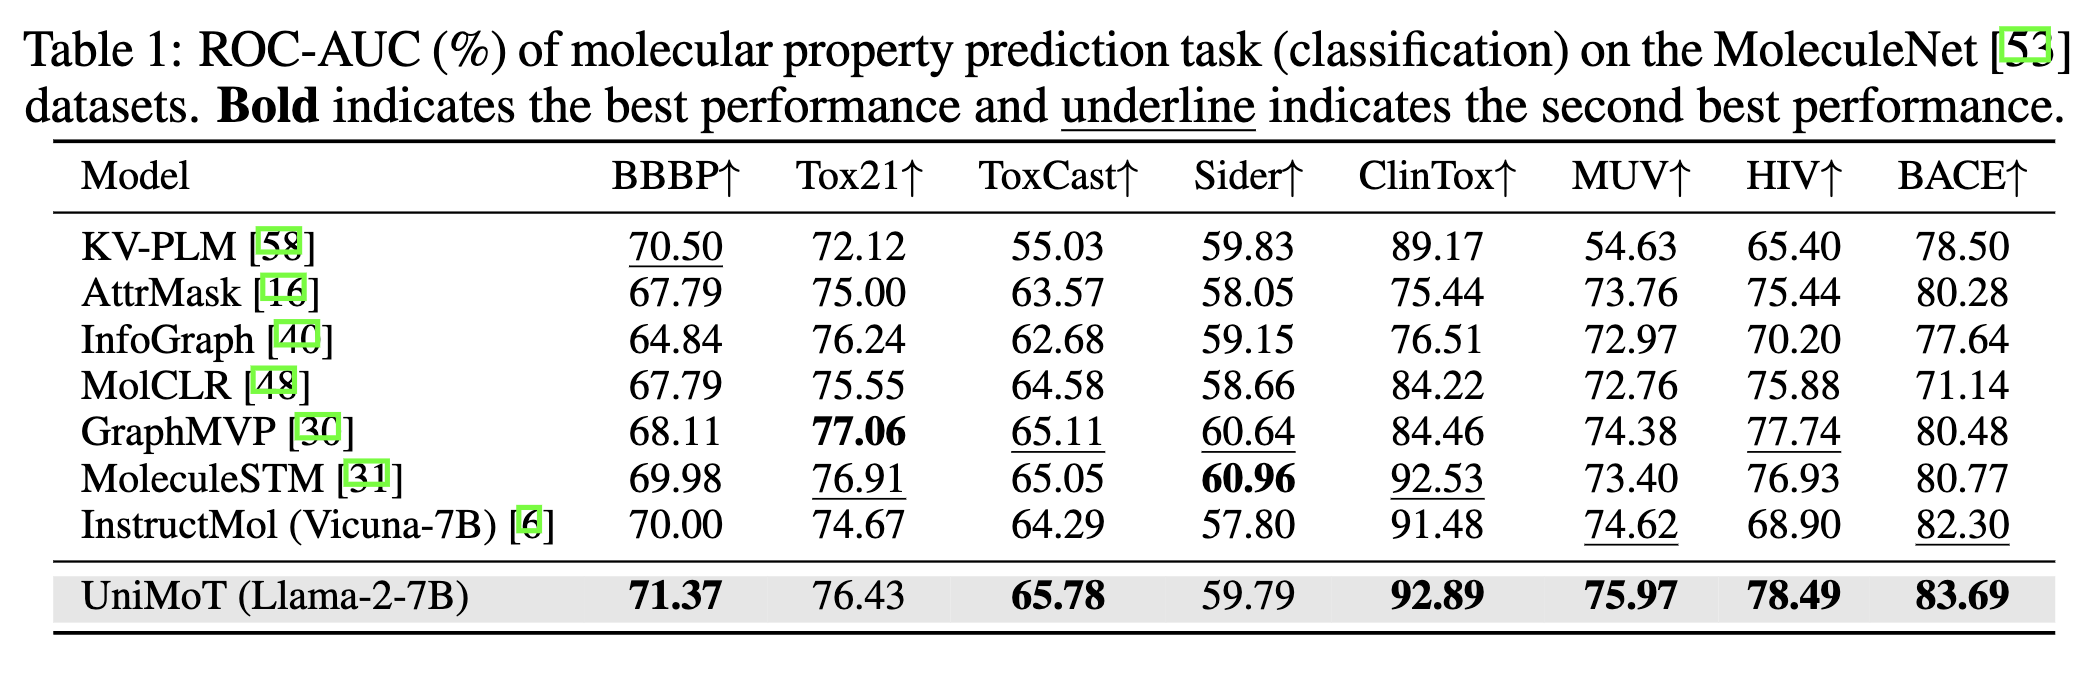 Table 1: ROC-AUC (%) of molecular property prediction task (classification) on the MoleculeNet [53]
datasets. Bold indicates the best performance and underline indicates the second best performance.
Model BBBP↑ Tox21↑ ToxCast↑ Sider↑ ClinTox↑ MUV↑ HIV↑ BACE↑
KV-PLM [58] 70.50 72.12 55.03 59.83 89.17 54.63 65.40 78.50
AttrMask [16] 67.79 75.00 63.57 58.05 75.44 73.76 75.44 80.28
InfoGraph [40] 64.84 76.24 62.68 59.15 76.51 72.97 70.20 77.64
MolCLR [48] 67.79 75.55 64.58 58.66 84.22 72.76 75.88 71.14
GraphMVP [30] 68.11 77.06 65.11 60.64 84.46 74.38 77.74 80.48
MoleculeSTM [31] 69.98 76.91 65.05 60.96 92.53 73.40 76.93 80.77
InstructMol (Vicuna-7B) [6] 70.00 74.67 64.29 57.80 91.48 74.62 68.90 82.30
UniMoT (Llama-2-7B) 71.37 76.43 65.78 59.79 92.89 75.97 78.49 83.69